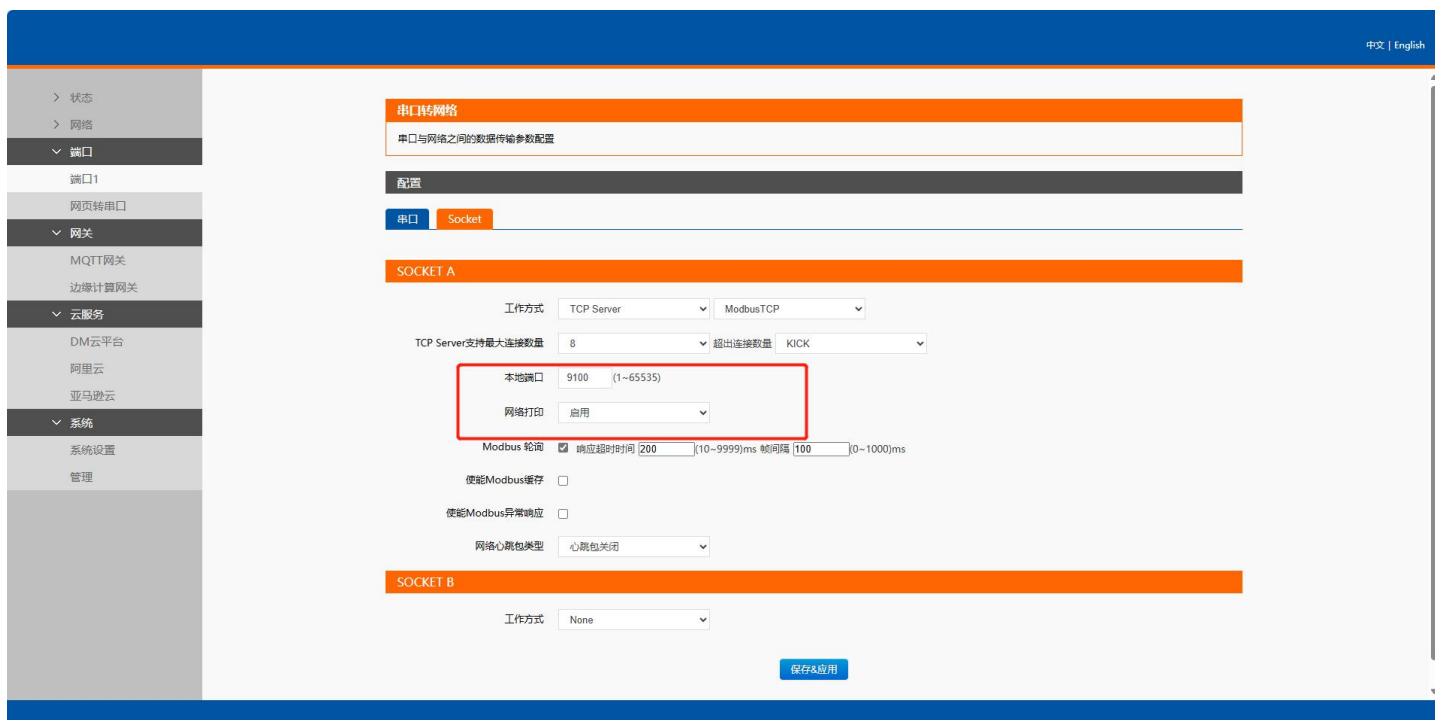 中文 | English
状态
网络
端口
端口1
网页转串口
网关
MQTT网关
边缘计算网关
云服务
DM云平台
阿里云
亚马逊云
系统
系统设置
管理
串口转网络
串口与网络之间的数据传输参数配置
配置
串口 Socket
SOCKET A
工作方式 TCP Server ModbusTCP
TCP Server支持最大连接数量 8 超出连接数量 KICK
本地端口 9100 (1~65535)
网络打印 启用
Modbus 轮询 响应超时时间 200 (10~9999)ms 帧间隔 100 (0~1000)ms
使能Modbus缓存
使能Modbus异常响应
网络心跳包类型 心跳包关闭
SOCKET B
工作方式 None
保存&应用